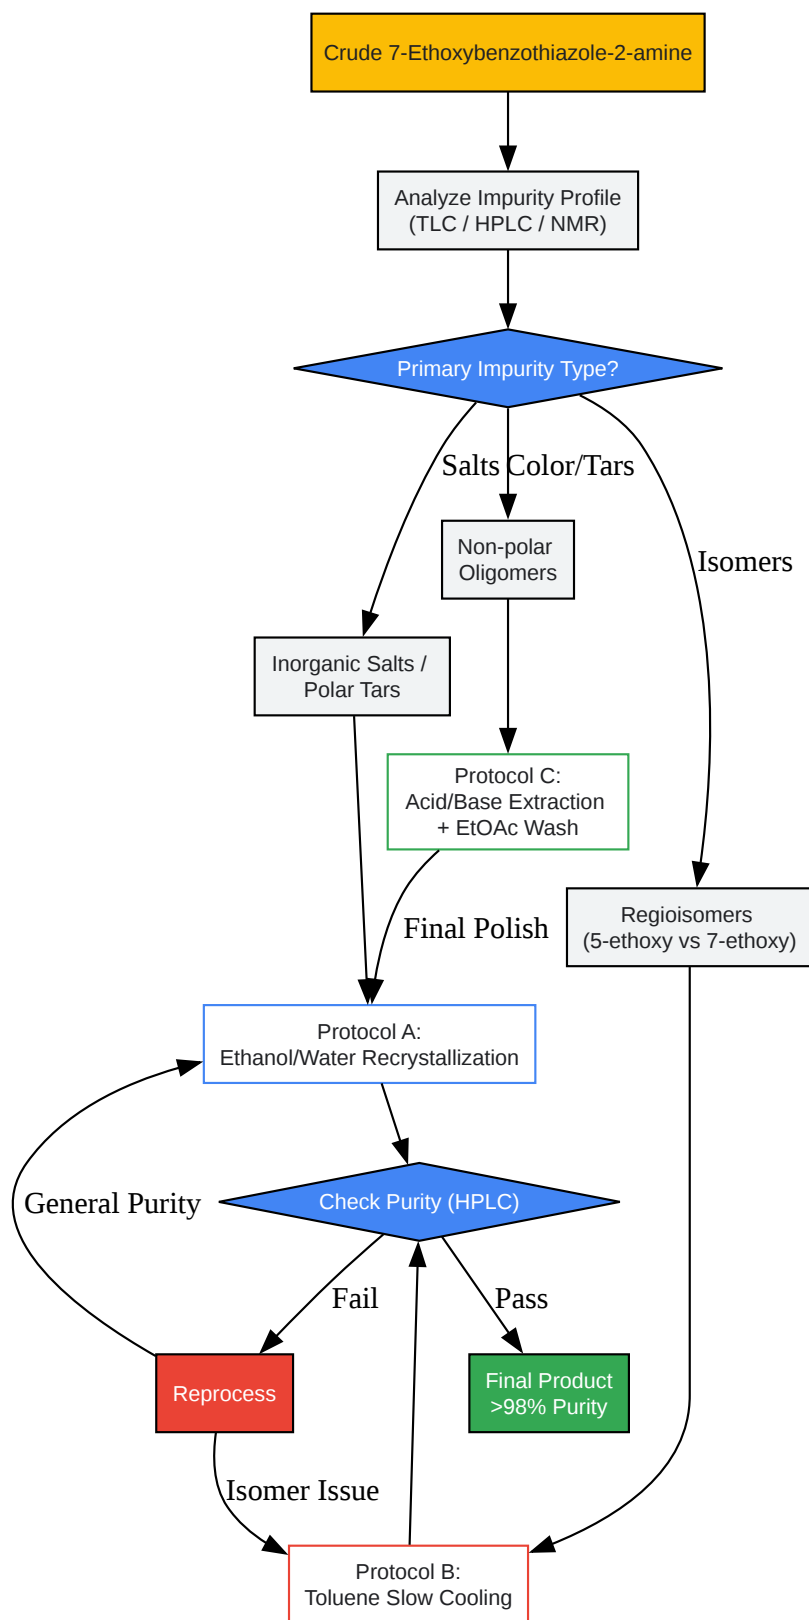 Crude 7-Ethoxybenzothiazole-2-amine
Analyze Impurity Profile
(TLC / HPLC / NMR)
Primary Impurity Type?
Salts
Color/Tars
Isomers
Non-polar
Oligomers
Inorganic Salts /
Polar Tars
Protocol C:
Acid/Base Extraction
+ EtOAc Wash
Final Polish
Regioisomers
(5-ethoxy vs 7-ethoxy)
Protocol A:
Ethanol/Water Recrystallization
General Purity
Check Purity (HPLC)
Fail
Pass
Reprocess
Final Product
>98% Purity
Isomer Issue
Protocol B:
Toluene Slow Cooling